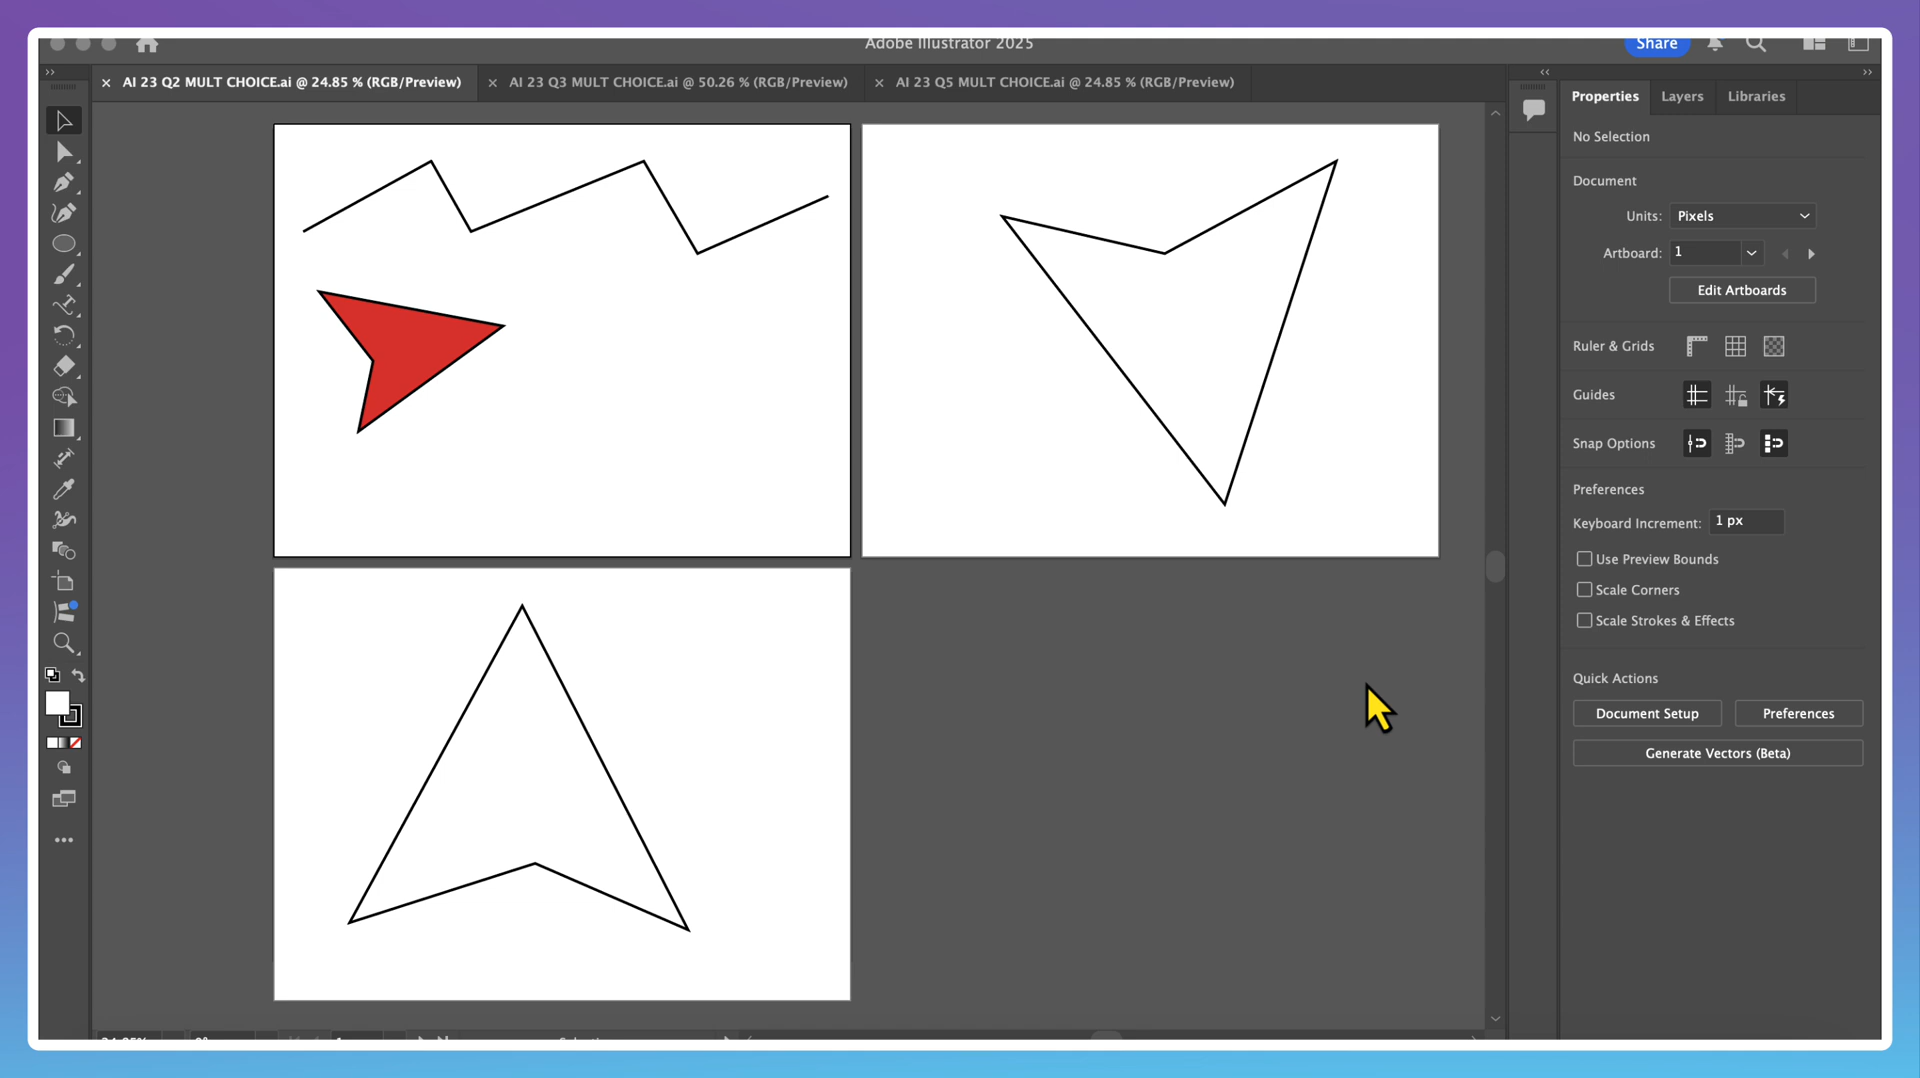 Adobe Illustrator 2025
Share
AI 23 Q2 MULT CHOICE.ai @ 24.85 % (RGB/Preview)
AI 23 Q3 MULT CHOICE.ai @ 50.26 % (RGB/Preview)
AI 23 Q5 MULT CHOICE.ai @ 24.85 % (RGB/Preview)
Properties
Layers
Libraries
No Selection
Document
Units:
Pixels
Artboard:
1
Edit Artboards
Ruler & Grids
Guides
Snap Options
Preferences
Keyboard Increment:
1 px
Use Preview Bounds
Scale Corners
Scale Strokes & Effects
Quick Actions
Document Setup
Preferences
Generate Vectors (Beta)